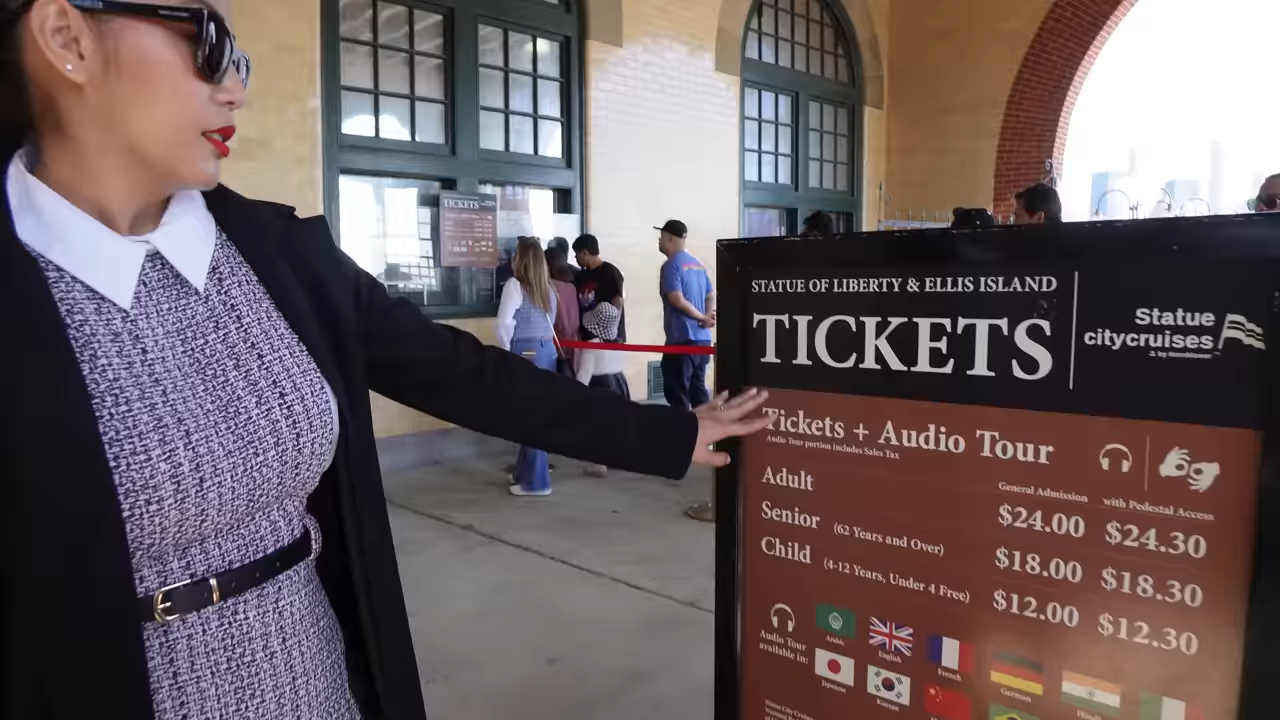 TICKETS
STATUE OF LIBERTY & ELLIS ISLAND
TICKETS
Statue
citycruises
by Hornblower
Tickets + Audio Tour
Audio Tour portion includes Sales Tax
General Admission with Pedestal Access
Adult $24.00 $24.30
Senior (62 Years and Over) $18.00 $18.30
Child (4-12 Years, Under 4 Free) $12.00 $12.30
Audio Tour
available in:
Arabic English French German
Japanese Korean